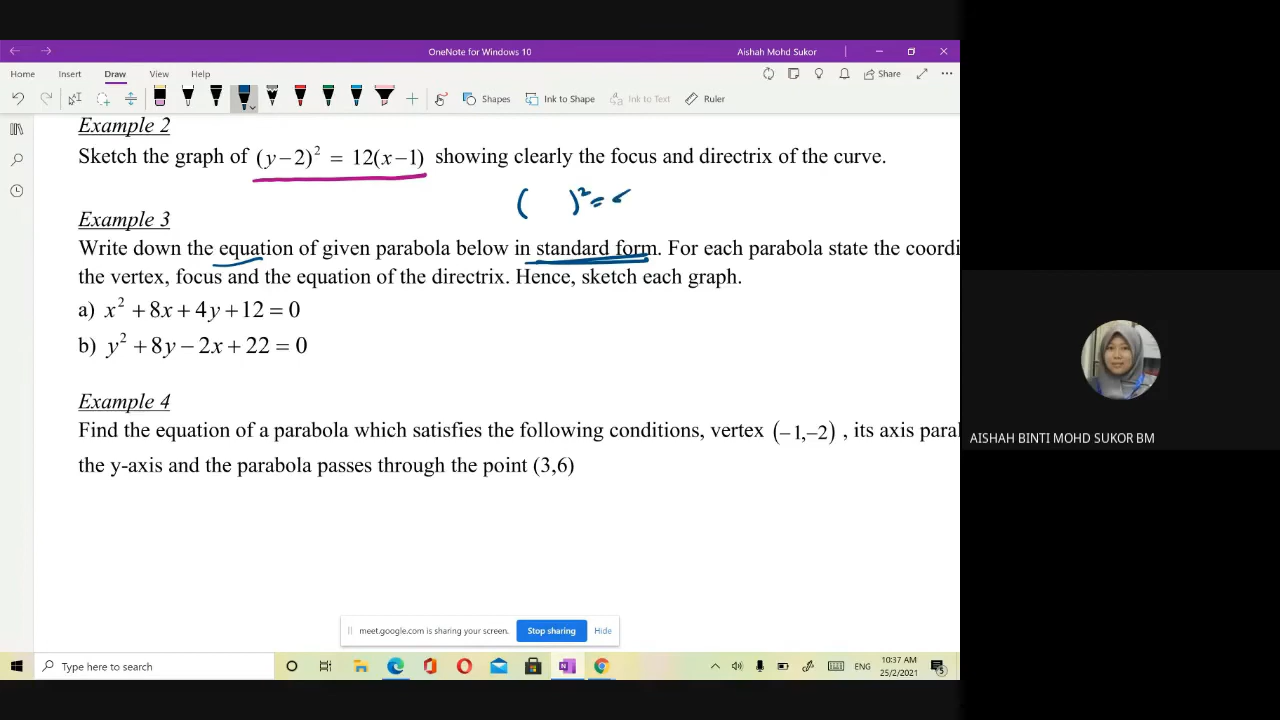 OneNote for Windows 10
Aishah Mohd Sukor
Home Insert Draw View Help
Share
Shapes Ink to Shape Ink to Text Ruler
Example 2
Sketch the graph of (y−2)² = 12(x−1) showing clearly the focus and directrix of the curve.
( )² =
Example 3
Write down the equation of given parabola below in standard form. For each parabola state the coordi
the vertex, focus and the equation of the directrix. Hence, sketch each graph.
a) x² + 8x + 4y + 12 = 0
b) y² + 8y − 2x + 22 = 0
Example 4
Find the equation of a parabola which satisfies the following conditions, vertex (−1,−2) , its axis paral
the y-axis and the parabola passes through the point (3,6)
AISHAH BINTI MOHD SUKOR BM
meet.google.com is sharing your screen. Stop sharing Hide
Type here to search
ENG
10:37 AM
25/2/2021
5